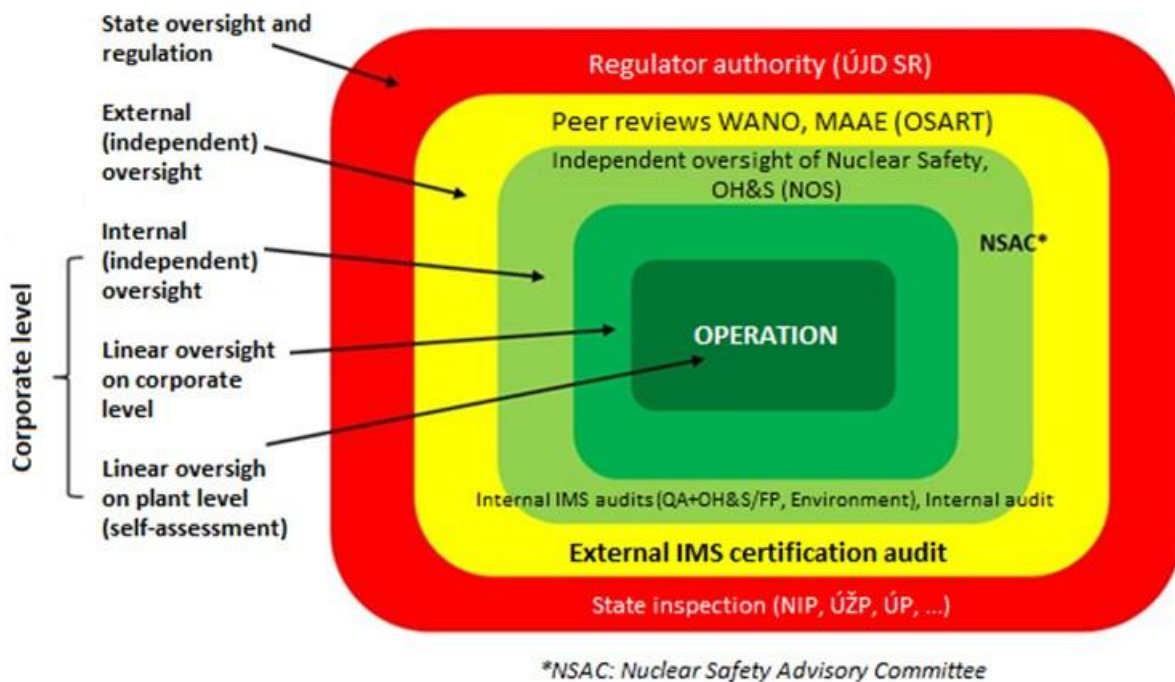 State oversight and
regulation
External
(independent)
oversight
Internal
(independent)
oversight
Linear oversight
on corporate
level
Linear oversigh
on plant level
(self-assessment)
Corporate level
Regulator authority (ÚJD SR)
Peer reviews WANO, MAAE (OSART)
Independent oversight of Nuclear Safety,
OH&S (NOS)
NSAC*
OPERATION
Internal IMS audits (QA+OH&S/FP, Environment), Internal audit
External IMS certification audit
State inspection (NIP, ÚŽP, ÚP, ...)
*NSAC: Nuclear Safety Advisory Committee